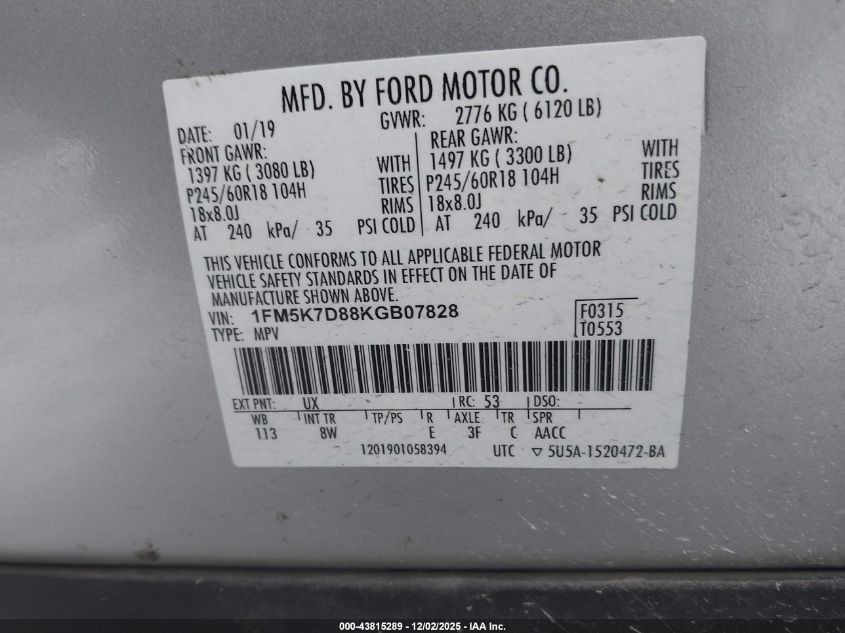 MFD. BY FORD MOTOR CO.
DATE: 01/19 GVWR: 2776 KG ( 6120 LB)
FRONT GAWR: REAR GAWR:
1397 KG ( 3080 LB) WITH 1497 KG ( 3300 LB) WITH
P245/60R18 104H TIRES P245/60R18 104H TIRES
18x8.0J RIMS 18x8.0J RIMS
AT 240 kPa/ 35 PSI COLD AT 240 kPa/ 35 PSI COLD
THIS VEHICLE CONFORMS TO ALL APPLICABLE FEDERAL MOTOR
VEHICLE SAFETY STANDARDS IN EFFECT ON THE DATE OF
MANUFACTURE SHOWN ABOVE.
VIN: 1FM5K7D88KGB07828 F0315
TYPE: MPV T0553
EXT PNT: UX RC: 53 DSO:
WB INT TR TP/PS R AXLE TR SPR
113 8W E 3F C AACC
1201901058394 UTC ▽ 5U5A-1520472-BA
000-43815289 - 12/02/2025 - IAA Inc.